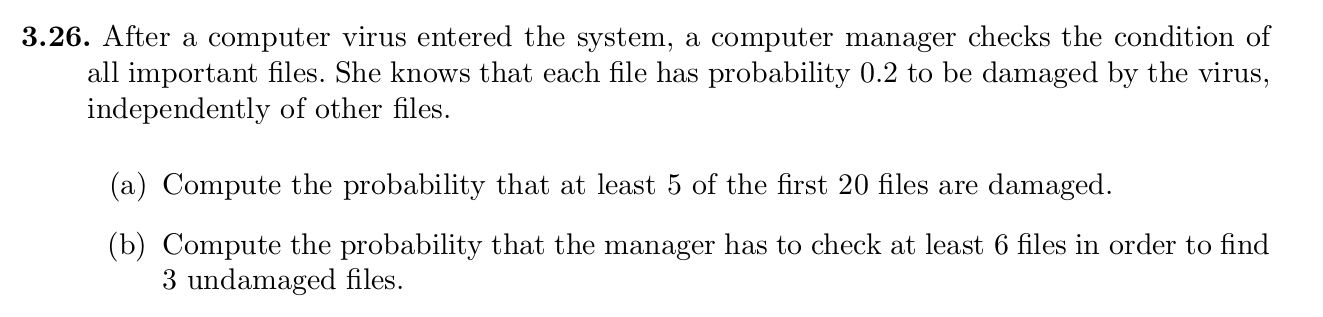 3.26. After a computer virus entered the system, a computer manager checks the condition of
all important files. She knows that each file has probability 0.2 to be damaged by the virus,
independently of other files.
(a) Compute the probability that at least 5 of the first 20 files are damaged.
(b) Compute the probability that the manager has to check at least 6 files in order to find
3 undamaged files.